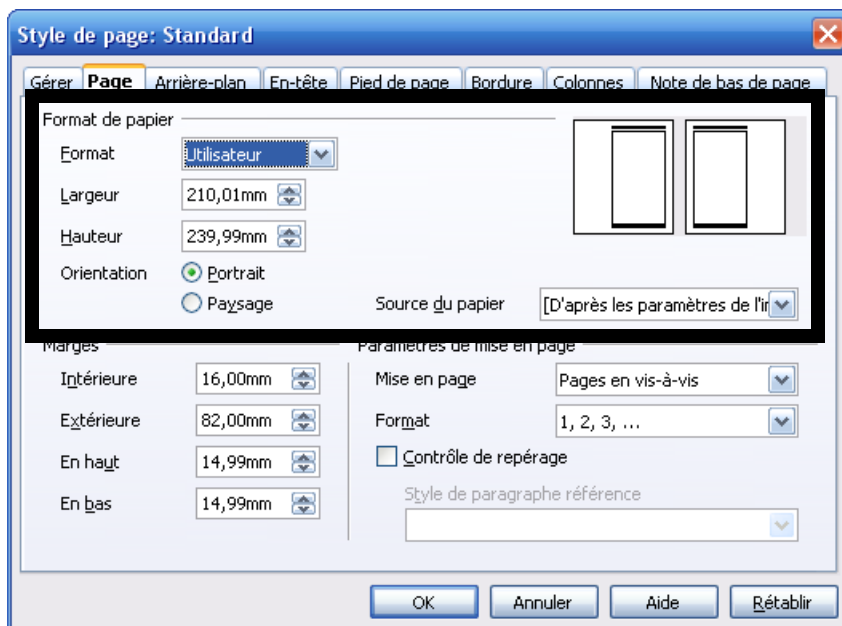 Style de page: Standard
Gérer Page Arrière-plan En-tête Pied de page Bordure Colonnes Note de bas de page
Format de papier
Format Utilisateur
Largeur 210,01mm
Hauteur 239,99mm
Orientation Portrait
Paysage
Source du papier [D'après les paramètres de l'ir
Marges
Intérieure 16,00mm
Extérieure 82,00mm
En haut 14,99mm
En bas 14,99mm
Paramètres de mise en page
Mise en page Pages en vis-à-vis
Format 1, 2, 3, ...
Contrôle de repérage
Style de paragraphe référence
OK Annuler Aide Rétablir